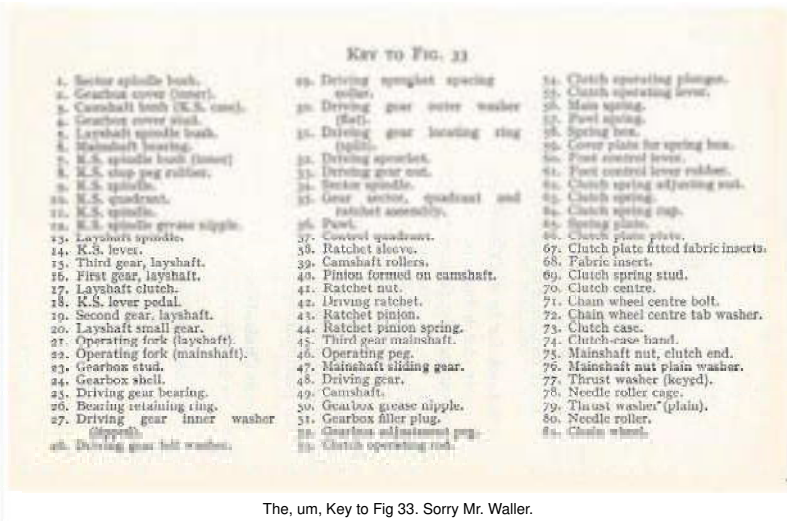 KEY TO FIG. 33
1. Sector spindle bush.
2. Gearbox cover (inner).
3. Camshaft bush (K.S. case).
4. Gearbox cover stud.
5. Layshaft spindle bush.
6. Mainshaft bearing.
7. K.S. spindle bush (inner)
8. K.S. stop peg rubber.
9. K.S. spindle.
10. K.S. quadrant.
11. K.S. spindle.
12. K.S. spindle grease nipple.
13. Layshaft spindle.
14. K.S. lever.
15. Third gear, layshaft.
16. First gear, layshaft.
17. Layshaft clutch.
18. K.S. lever pedal.
19. Second gear, layshaft.
20. Layshaft small gear.
21. Operating fork (layshaft).
22. Operating fork (mainshaft).
23. Gearbox stud.
24. Gearbox shell.
25. Driving gear bearing.
26. Bearing retaining ring.
27. Driving gear inner washer
(dipped).
28. Driving gear felt washer.
29. Driving sprocket spacing
collar.
30. Driving gear outer washer
(flat).
31. Driving gear locating ring
(split).
32. Driving sprocket.
33. Driving gear nut.
34. Sector spindle.
35. Gear sector, quadrant and
ratchet assembly.
36. Pawl.
37. Control quadrant.
38. Ratchet sleeve.
39. Camshaft rollers.
40. Pinion formed on camshaft.
41. Ratchet nut.
42. Driving ratchet.
43. Ratchet pinion.
44. Ratchet pinion spring.
45. Third gear mainshaft.
46. Operating peg.
47. Mainshaft sliding gear.
48. Driving gear.
49. Camshaft.
50. Gearbox grease nipple.
51. Gearbox filler plug.
52. Gearbox adjustment peg.
53. Clutch operating rod.
54. Clutch operating plunger.
55. Clutch operating lever.
56. Main spring.
57. Pawl spring.
58. Spring box.
59. Cover plate for spring box.
60. Foot control lever.
61. Foot control lever rubber.
62. Clutch spring adjusting nut.
63. Clutch spring.
64. Clutch spring cup.
65. Spring plate.
66. Clutch plate plate.
67. Clutch plate fitted fabric inserts.
68. Fabric insert.
69. Clutch spring stud.
70. Clutch centre.
71. Chain wheel centre bolt.
72. Chain wheel centre tab washer.
73. Clutch case.
74. Clutch-case band.
75. Mainshaft nut, clutch end.
76. Mainshaft nut plain washer.
77. Thrust washer (keyed).
78. Needle roller cage.
79. Thrust washer (plain).
80. Needle roller.
81. Chain wheel.
The, um, Key to Fig 33. Sorry Mr. Waller.